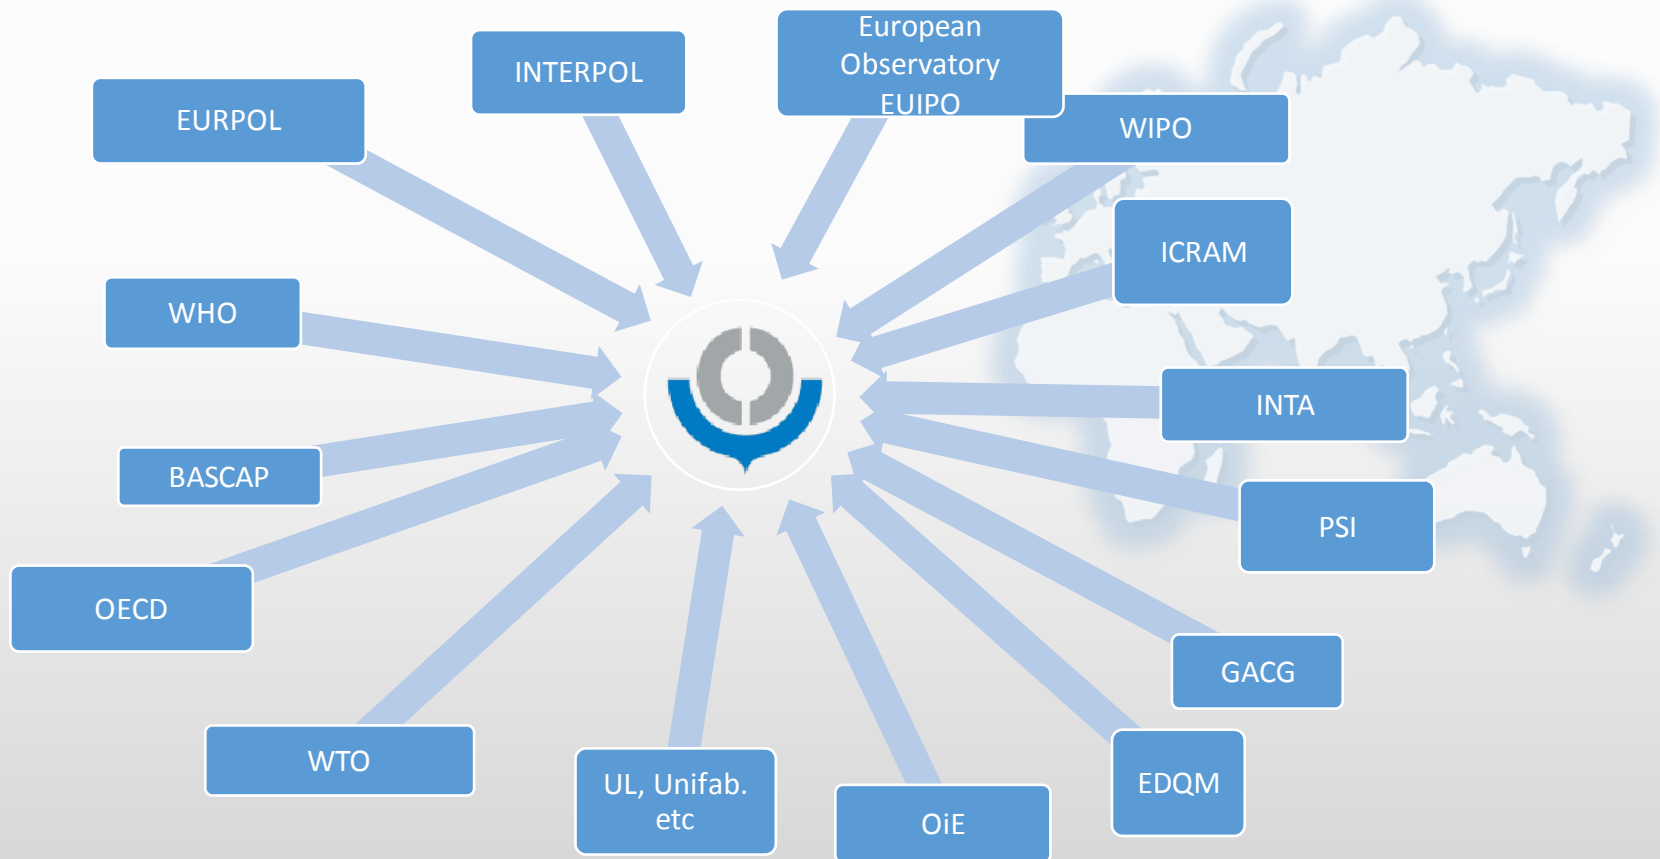 European
Observatory
EUIPO
INTERPOL
EURPOL
WIPO
ICRAM
WHO
INTA
BASCAP
PSI
OECD
GACG
WTO
UL, Unifab.
etc
EDQM
OiE